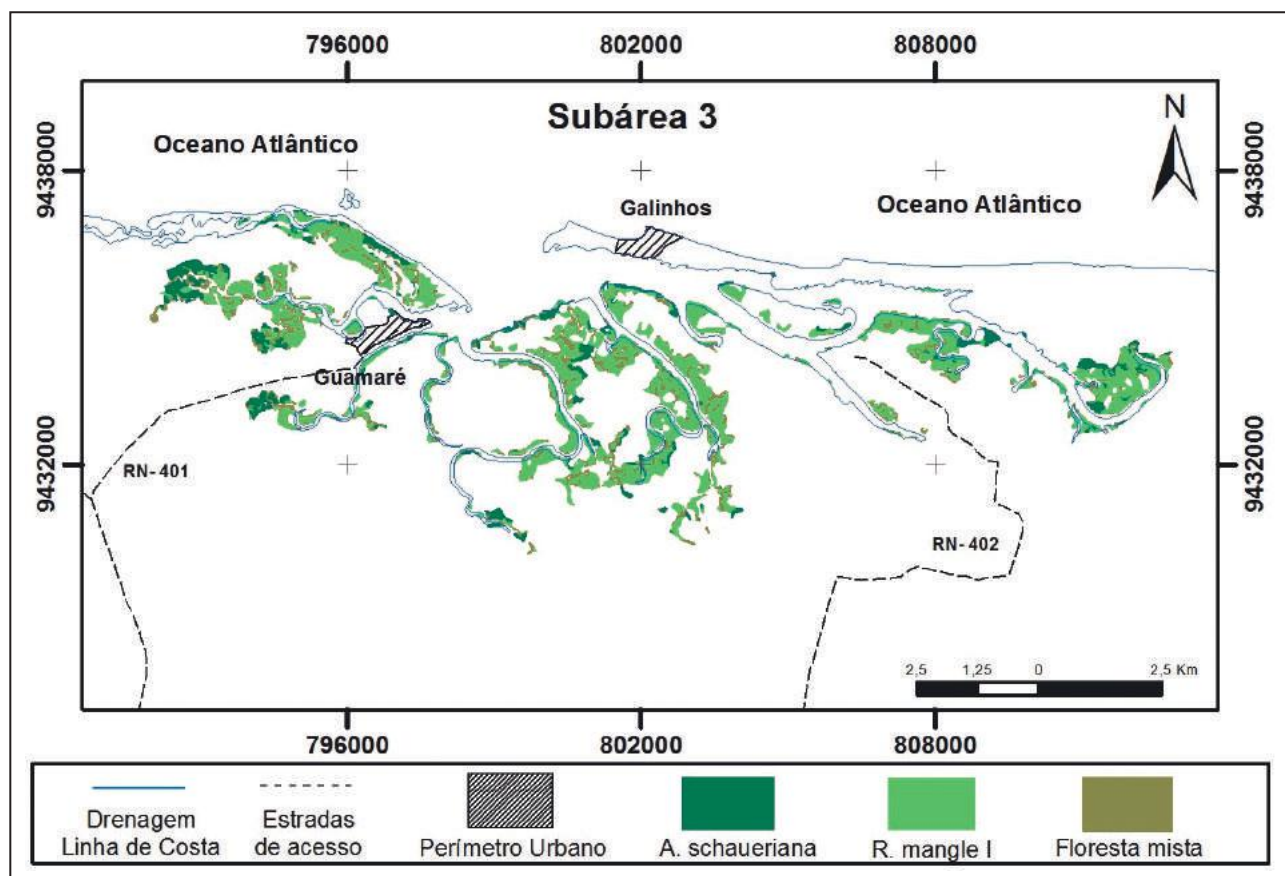 796000 802000 808000
Subárea 3
N
Oceano Atlântico
9438000
9438000
Galinhos
Oceano Atlântico
Guamaré
9432000
9432000
RN-401
RN-402
2,5 1,25 0 2,5 Km
796000 802000 808000
Drenagem
Linha de Costa
Estradas
de acesso
Perímetro Urbano
A. schaueriana
R. mangle I
Floresta mista